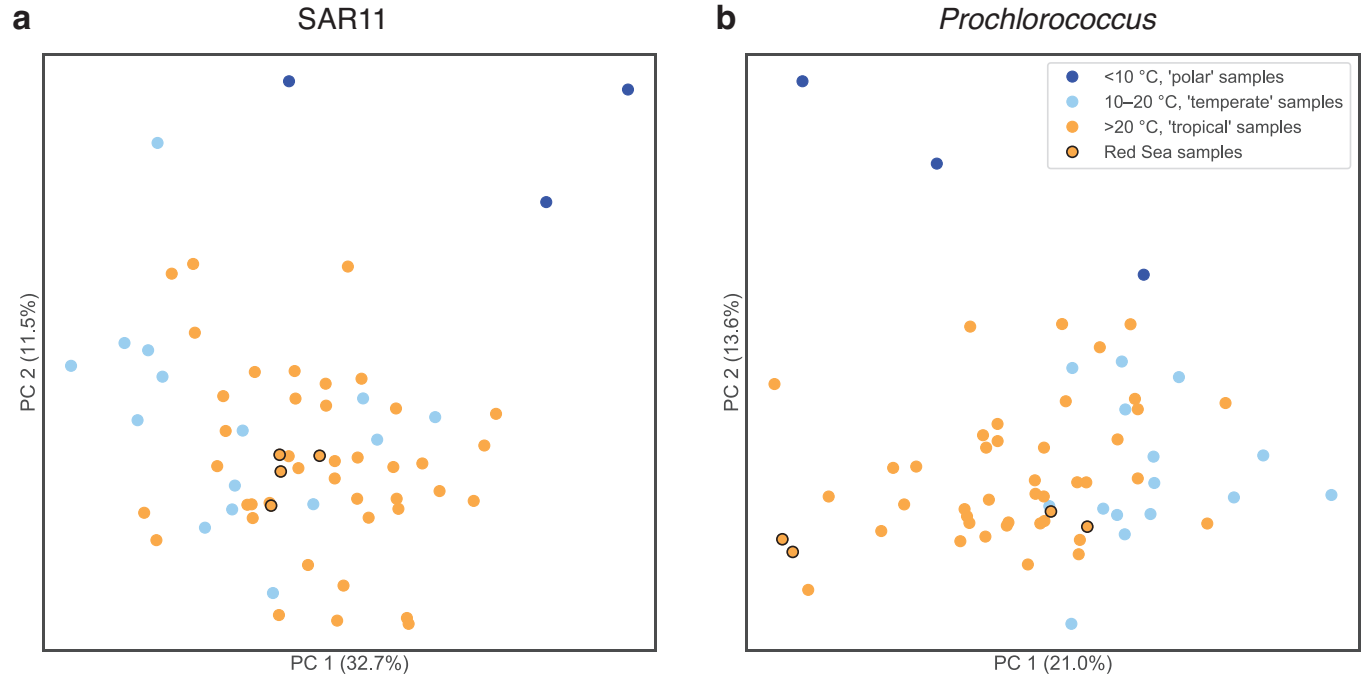 a
SAR11
PC 2 (11.5%)
PC 1 (32.7%)
b
Prochlorococcus
<10 °C, 'polar' samples
10–20 °C, 'temperate' samples
>20 °C, 'tropical' samples
Red Sea samples
PC 2 (13.6%)
PC 1 (21.0%)